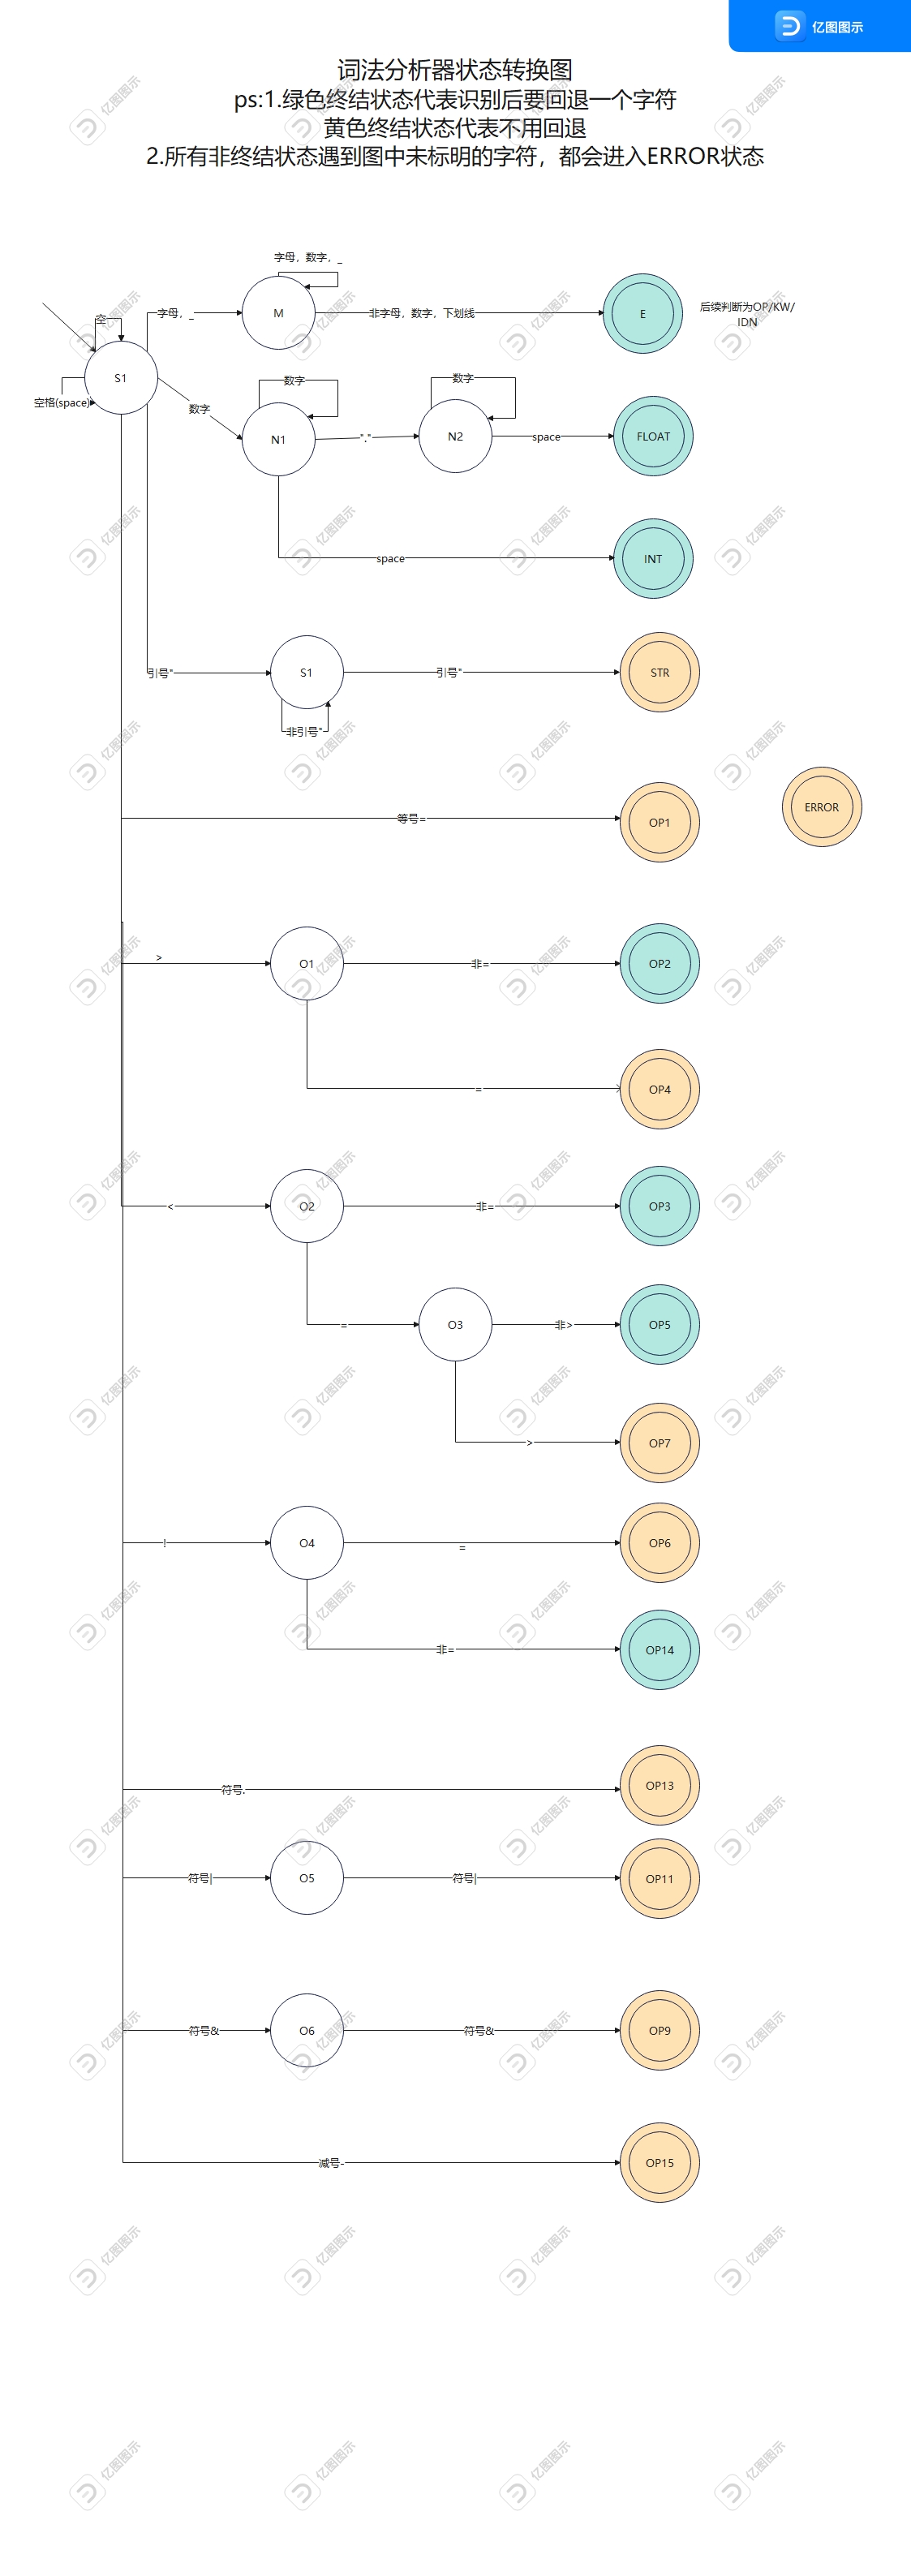 亿图图示
词法分析器状态转换图
ps:1.绿色终结状态代表识别后要回退一个字符
黄色终结状态代表不用回退
2.所有非终结状态遇到图中未标明的字符，都会进入ERROR状态
字母，数字，_
空
字母，_
M
非字母，数字，下划线
E
后续判断为OP/KW/
IDN
S1
空格(space)
数字
数字
数字
N1
"."
N2
space
FLOAT
space
INT
引号"
S1
引号"
STR
非引号"
等号=
OP1
ERROR
>
O1
非=
OP2
=
OP4
<
O2
非=
OP3
=
O3
非>
OP5
>
OP7
!
O4
=
OP6
非=
OP14
符号.
OP13
符号|
O5
符号|
OP11
符号&
O6
符号&
OP9
减号-
OP15